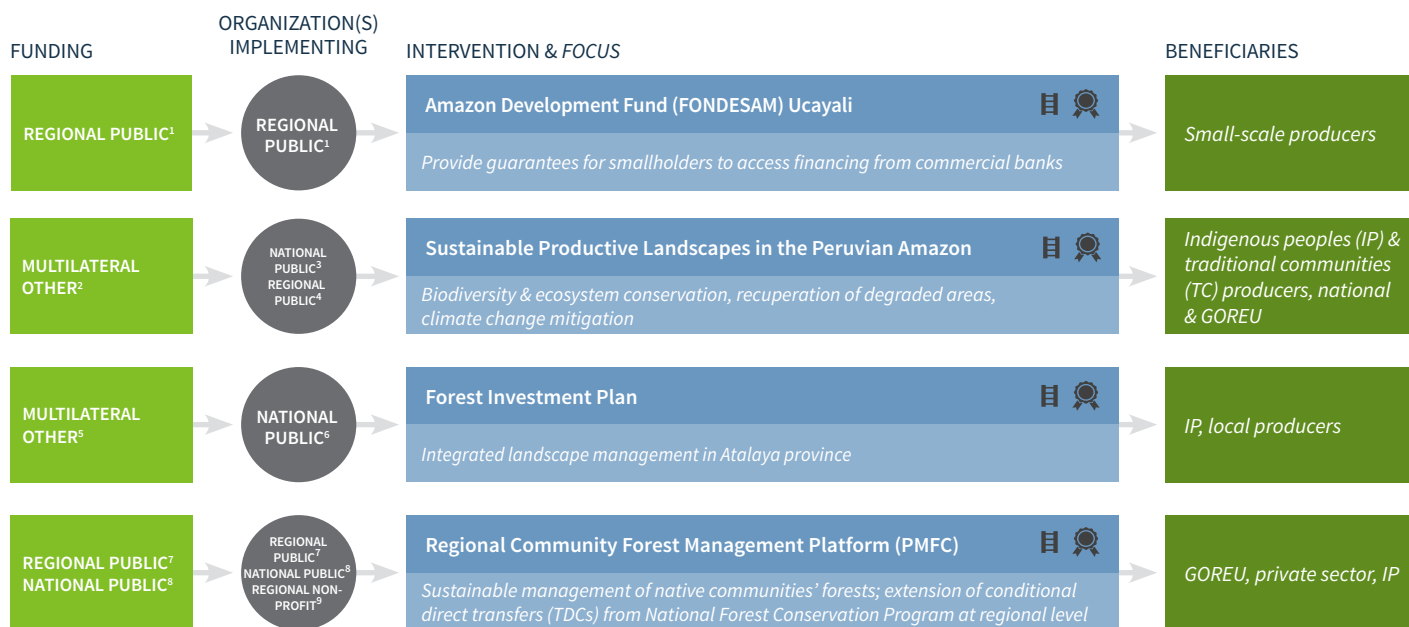 FUNDING
ORGANIZATION(S)
IMPLEMENTING
INTERVENTION & FOCUS
BENEFICIARIES
REGIONAL PUBLIC¹
REGIONAL
PUBLIC¹
Amazon Development Fund (FONDESAM) Ucayali
Provide guarantees for smallholders to access financing from commercial banks
Small-scale producers
MULTILATERAL
OTHER²
NATIONAL
PUBLIC³
REGIONAL
PUBLIC⁴
Sustainable Productive Landscapes in the Peruvian Amazon
Biodiversity & ecosystem conservation, recuperation of degraded areas,
climate change mitigation
Indigenous peoples (IP) &
traditional communities
(TC) producers, national
& GOREU
MULTILATERAL
OTHER⁵
NATIONAL
PUBLIC⁶
Forest Investment Plan
Integrated landscape management in Atalaya province
IP, local producers
REGIONAL PUBLIC⁷
NATIONAL PUBLIC⁸
REGIONAL
PUBLIC⁷
NATIONAL PUBLIC⁸
REGIONAL NON-
PROFIT⁹
Regional Community Forest Management Platform (PMFC)
Sustainable management of native communities’ forests; extension of conditional
direct transfers (TDCs) from National Forest Conservation Program at regional level
GOREU, private sector, IP